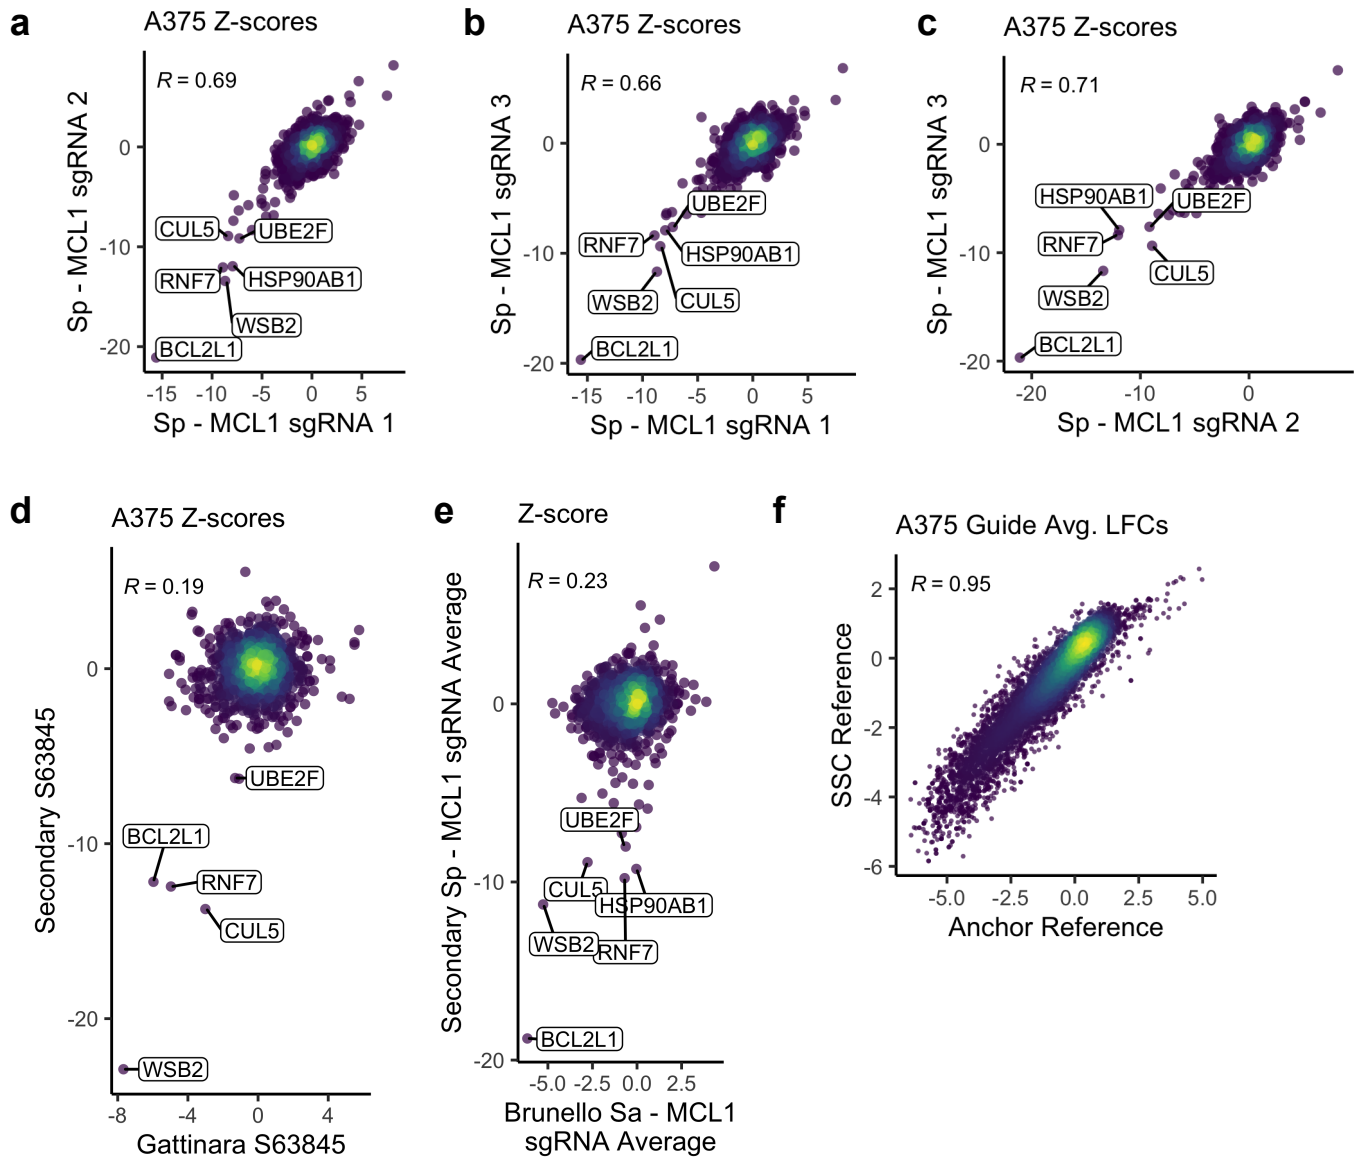 a
A375 Z-scores
R = 0.69
Sp - MCL1 sgRNA 2
0
-10
-20
CUL5
UBE2F
RNF7
HSP90AB1
WSB2
BCL2L1
-15
-10
-5
0
5
Sp - MCL1 sgRNA 1
b
A375 Z-scores
R = 0.66
Sp - MCL1 sgRNA 3
0
-10
-20
UBE2F
RNF7
HSP90AB1
WSB2
CUL5
BCL2L1
-15
-10
-5
0
5
Sp - MCL1 sgRNA 1
c
A375 Z-scores
R = 0.71
Sp - MCL1 sgRNA 3
0
-10
-20
HSP90AB1
UBE2F
RNF7
CUL5
WSB2
BCL2L1
-20
-10
0
Sp - MCL1 sgRNA 2
d
A375 Z-scores
R = 0.19
Secondary S63845
0
-10
-20
UBE2F
BCL2L1
RNF7
CUL5
WSB2
-8
-4
0
4
Gattinara S63845
e
Z-score
R = 0.23
Secondary Sp - MCL1 sgRNA Average
0
-10
-20
UBE2F
CUL5
HSP90AB1
WSB2
RNF7
BCL2L1
-5.0
-2.5
0.0
2.5
Brunello Sa - MCL1
sgRNA Average
f
A375 Guide Avg. LFCs
R = 0.95
SSC Reference
2
0
-2
-4
-6
-5.0
-2.5
0.0
2.5
5.0
Anchor Reference